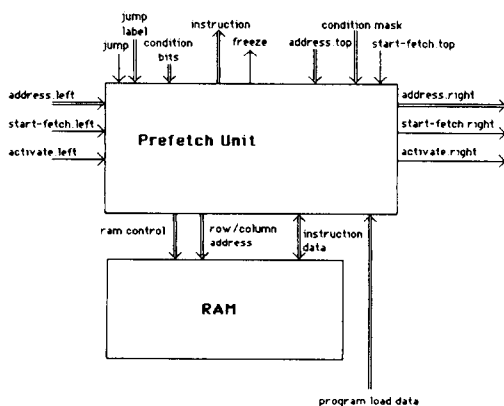 jump
label
jump
condition
bits
instruction
freeze
address.top
condition mask
start-fetch.top
address.left
start-fetch.left
activate.left
Prefetch Unit
address.right
start-fetch.right
activate.right
ram control
row/column
address
instruction
data
RAM
program load data